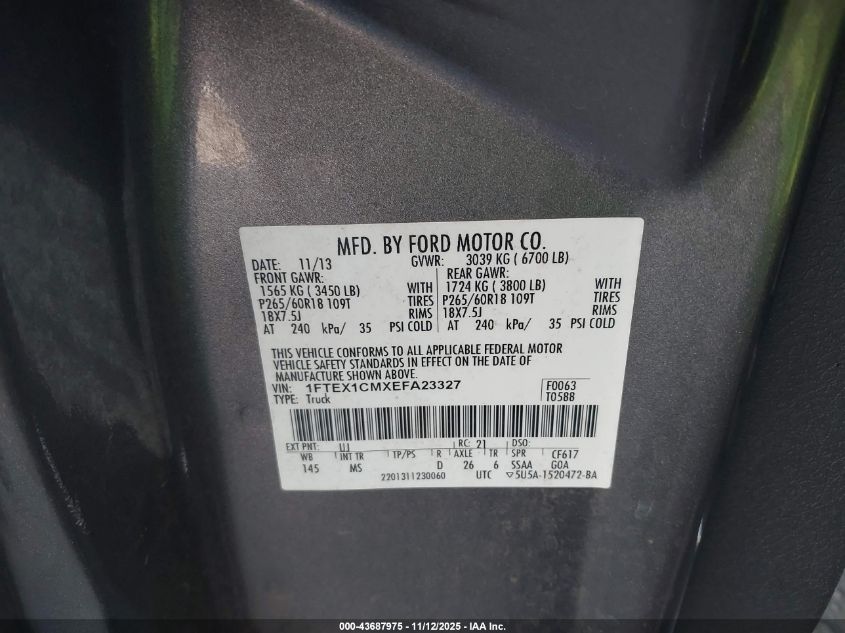 MFD. BY FORD MOTOR CO.
DATE: 11/13 GVWR: 3039 KG ( 6700 LB)
FRONT GAWR: REAR GAWR:
1565 KG ( 3450 LB) WITH 1724 KG ( 3800 LB) WITH
P265/60R18 109T TIRES P265/60R18 109T TIRES
18X7.5J RIMS 18X7.5J RIMS
AT 240 kPa/ 35 PSI COLD AT 240 kPa/ 35 PSI COLD
THIS VEHICLE CONFORMS TO ALL APPLICABLE FEDERAL MOTOR
VEHICLE SAFETY STANDARDS IN EFFECT ON THE DATE OF
MANUFACTURE SHOWN ABOVE.
VIN: 1FTEX1CMXEFA23327 F0063
TYPE: Truck T0588
EXT PNT: UJ RC: 21 DSO:
WB INT TR TP/PS R AXLE TR SPR CF617
145 MS D 26 6 SSAA GOA
2201311230060 UTC ▽5U5A-1520472-BA
000-43687975 - 11/12/2025 - IAA Inc.